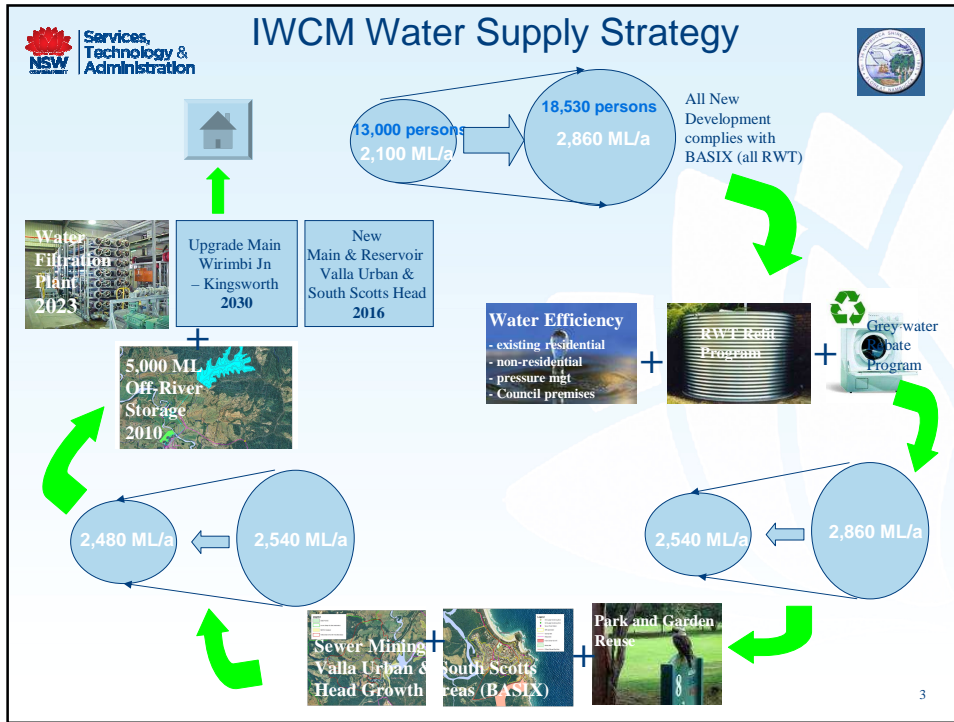 IWCM Water Supply Strategy
NSW
GOVERNMENT
Services,
Technology &
Administration
13,000 persons
2,100 ML/a
18,530 persons
2,860 ML/a
All New
Development
complies with
BASIX (all RWT)
Water
Filtration
Plant
2023
Upgrade Main
Wirimbi Jn
– Kingsworth
2030
New
Main & Reservoir
Valla Urban &
South Scotts Head
2016
+
5,000 ML
Off-River
Storage
2010
Water Efficiency
- existing residential
- non-residential
- pressure mgt
- Council premises
+
RWT Refit
Program
+
Grey water
Rebate
Program
2,480 ML/a
2,540 ML/a
2,540 ML/a
2,860 ML/a
Sewer Mining
Valla Urban & South Scotts
Head Growth Areas (BASIX)
+
+
Park and Garden
Reuse
8
3